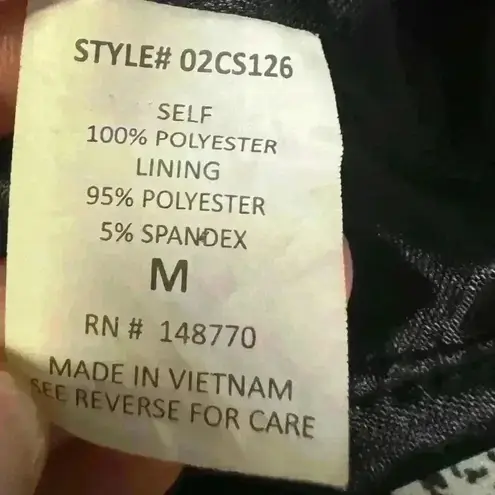 STYLE# 02CS126
SELF
100% POLYESTER
LINING
95% POLYESTER
5% SPANDEX
M
RN # 148770
MADE IN VIETNAM
SEE REVERSE FOR CARE